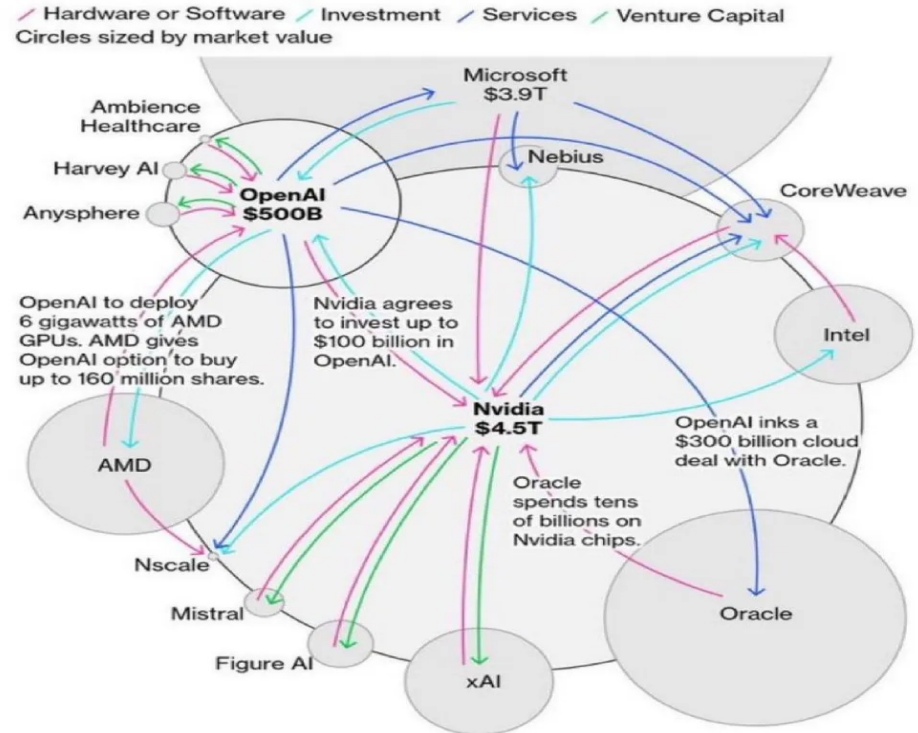 Hardware or Software Investment Services Venture Capital
Circles sized by market value
Microsoft
$3.9T
Ambience
Healthcare
Harvey AI
Anysphere
OpenAI
$500B
Nebius
CoreWeave
OpenAI to deploy
6 gigawatts of AMD
GPUs. AMD gives
OpenAI option to buy
up to 160 million shares.
Nvidia agrees
to invest up to
$100 billion in
OpenAI.
Intel
Nvidia
$4.5T
OpenAI inks a
$300 billion cloud
deal with Oracle.
AMD
Oracle
spends tens
of billions on
Nvidia chips.
Nscale
Mistral
Figure AI
xAI
Oracle